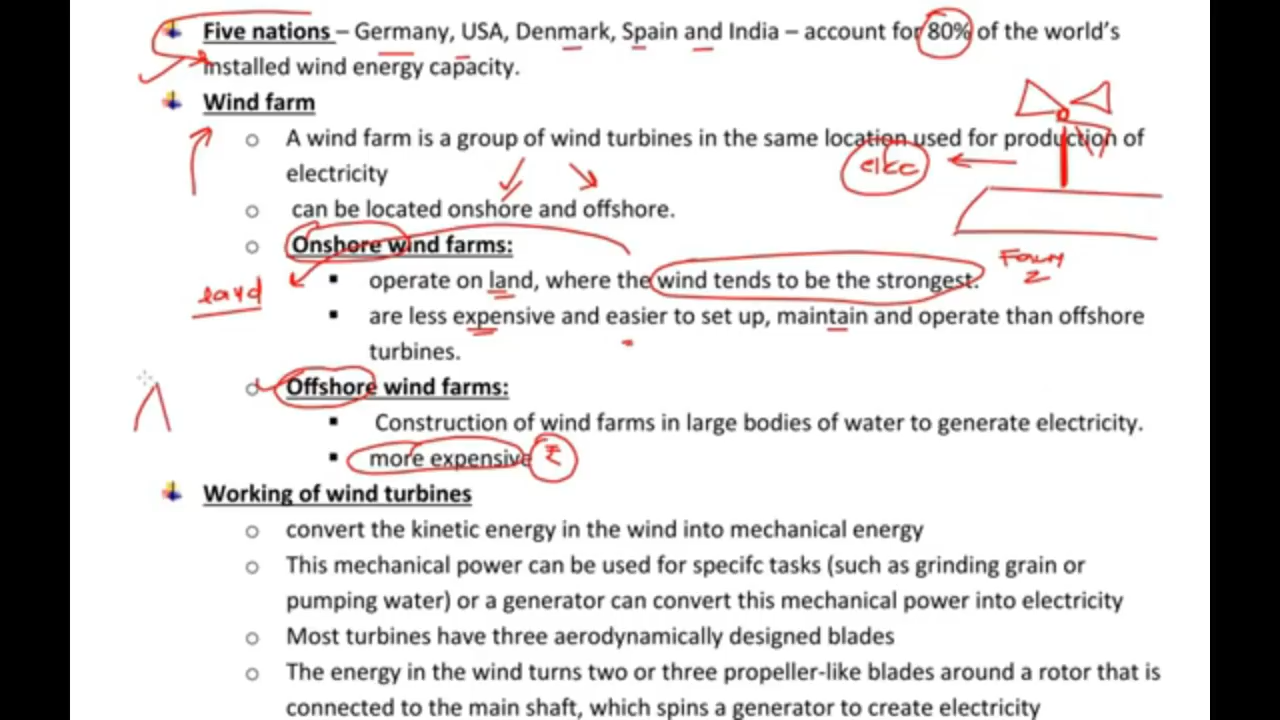 Five nations – Germany, USA, Denmark, Spain and India – account for 80% of the world's
installed wind energy capacity.
Wind farm
o A wind farm is a group of wind turbines in the same location used for production of
electricity
elec
o can be located onshore and offshore.
o Onshore wind farms:
▪ operate on land, where the wind tends to be the strongest.
land
▪ are less expensive and easier to set up, maintain and operate than offshore
turbines.
o Offshore wind farms:
▪ Construction of wind farms in large bodies of water to generate electricity.
▪ more expensive ₹
Working of wind turbines
o convert the kinetic energy in the wind into mechanical energy
o This mechanical power can be used for specifc tasks (such as grinding grain or
pumping water) or a generator can convert this mechanical power into electricity
o Most turbines have three aerodynamically designed blades
o The energy in the wind turns two or three propeller-like blades around a rotor that is
connected to the main shaft, which spins a generator to create electricity